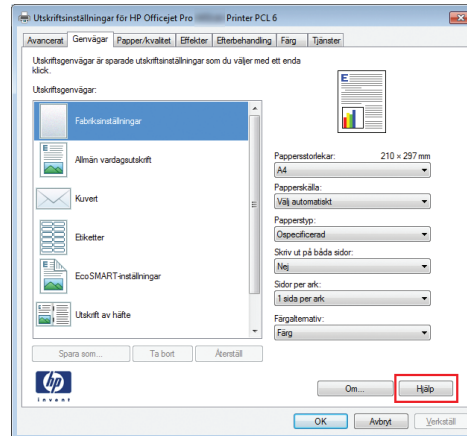 Utskriftsinställningar för HP Officejet Pro Printer PCL 6
Avancerat Genvägar Papper/kvalitet Effekter Efterbehandling Färg Tjänster
Utskriftsgenvägar är sparade utskriftsinställningar som du väljer med ett enda
klick.
Utskriftsgenvägar:
Fabriksinställningar
Allmän vardagsutskrift
Kuvert
Etiketter
EcoSMART-inställningar
Utskrift av häfte
Spara som... Ta bort Återställ
E
Pappersstorlekar: 210 × 297 mm
A4
Papperskälla:
Välj automatiskt
Papperstyp:
Ospecificerad
Skriv ut på båda sidor:
Nej
Sidor per ark:
1 sida per ark
Färgalternativ:
Färg
hp
invent
Om... Hjälp
OK Avbryt Verkställ